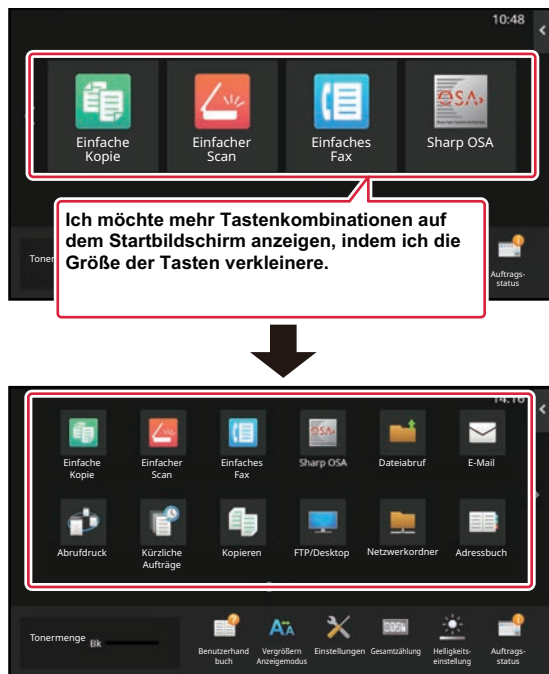 10:48
Einfache
Kopie
Einfacher
Scan
Einfaches
Fax
Sharp OSA
Ich möchte mehr Tastenkombinationen auf
dem Startbildschirm anzeigen, indem ich die
Größe der Tasten verkleinere.
Auftrags-
status
Einfache
Kopie
Einfacher
Scan
Einfaches
Fax
Sharp OSA
Dateiabruf
E-Mail
Abrufdruck
Kürzliche
Aufträge
Kopieren
FTP/Desktop
Netzwerkordner
Adressbuch
Tonermenge
Bk
Benutzerhand
buch
Vergrößern
Anzeigemodus
Einstellungen
Gesamtzählung
Helligkeits-
einstellung
Auftrags-
status